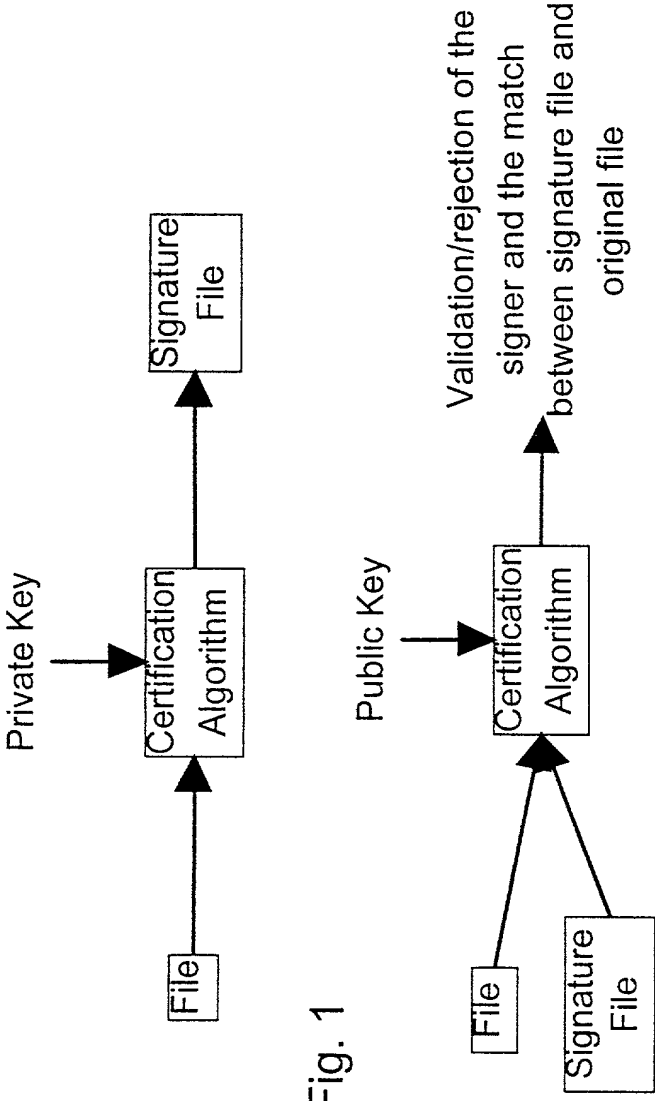 Private Key
File
Certification
Algorithm
Signature
File
Fig. 1
Public Key
File
Signature
File
Certification
Algorithm
Validation/rejection of the
signer and the match
between signature file and
original file